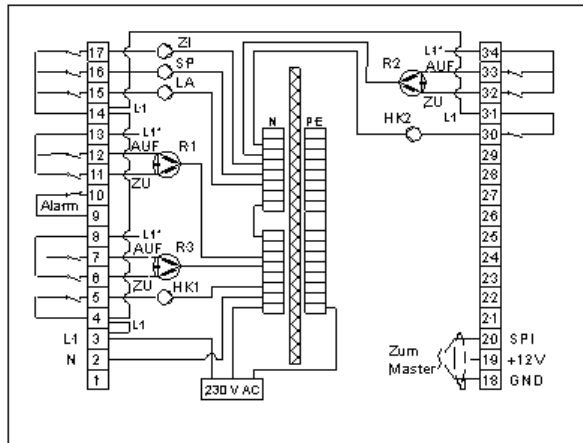 17 ZI
16 SP
15 LA
14 L1
13 L1'
12 AUF R1
11 ZU
10
Alarm
9
8 L1'
7 AUF R3
6 ZU
5 HK1
4
L1
L1 3
N 2
1
230 V AC
N PE
L1' 34
R2 AUF 33
ZU 32
L1 31
HK2 30
29
28
27
26
25
24
23
22
21
20 SPI
Zum
Master
19 +12V
18 GND